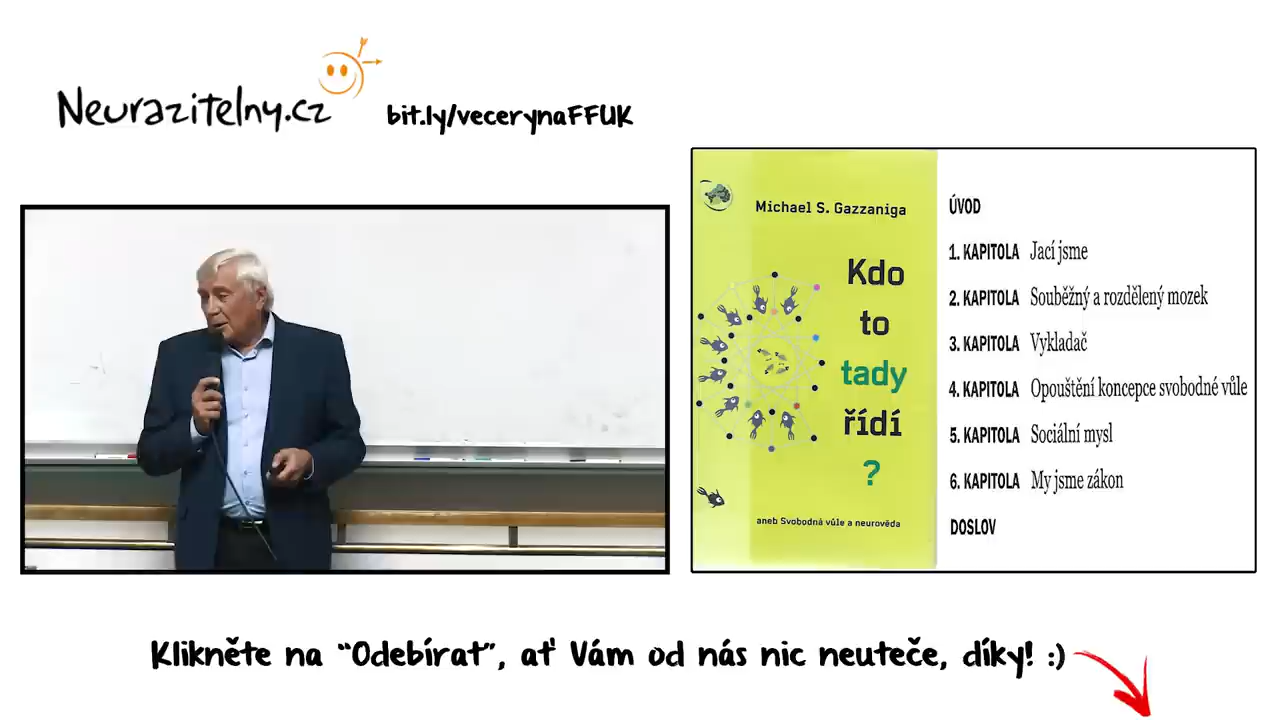 Neurazitelny.cz
bit.ly/vecerynaFFUK
Michael S. Gazzaniga
Kdo
to
tady
řídí
?
aneb Svobodná vůle a neurověda
ÚVOD
1. KAPITOLA Jací jsme
2. KAPITOLA Souběžný a rozdělený mozek
3. KAPITOLA Vykladač
4. KAPITOLA Opouštění koncepce svobodné vůle
5. KAPITOLA Sociální mysl
6. KAPITOLA My jsme zákon
DOSLOV
Klikněte na “Odebírat”, ať Vám od nás nic neuteče, díky! :)